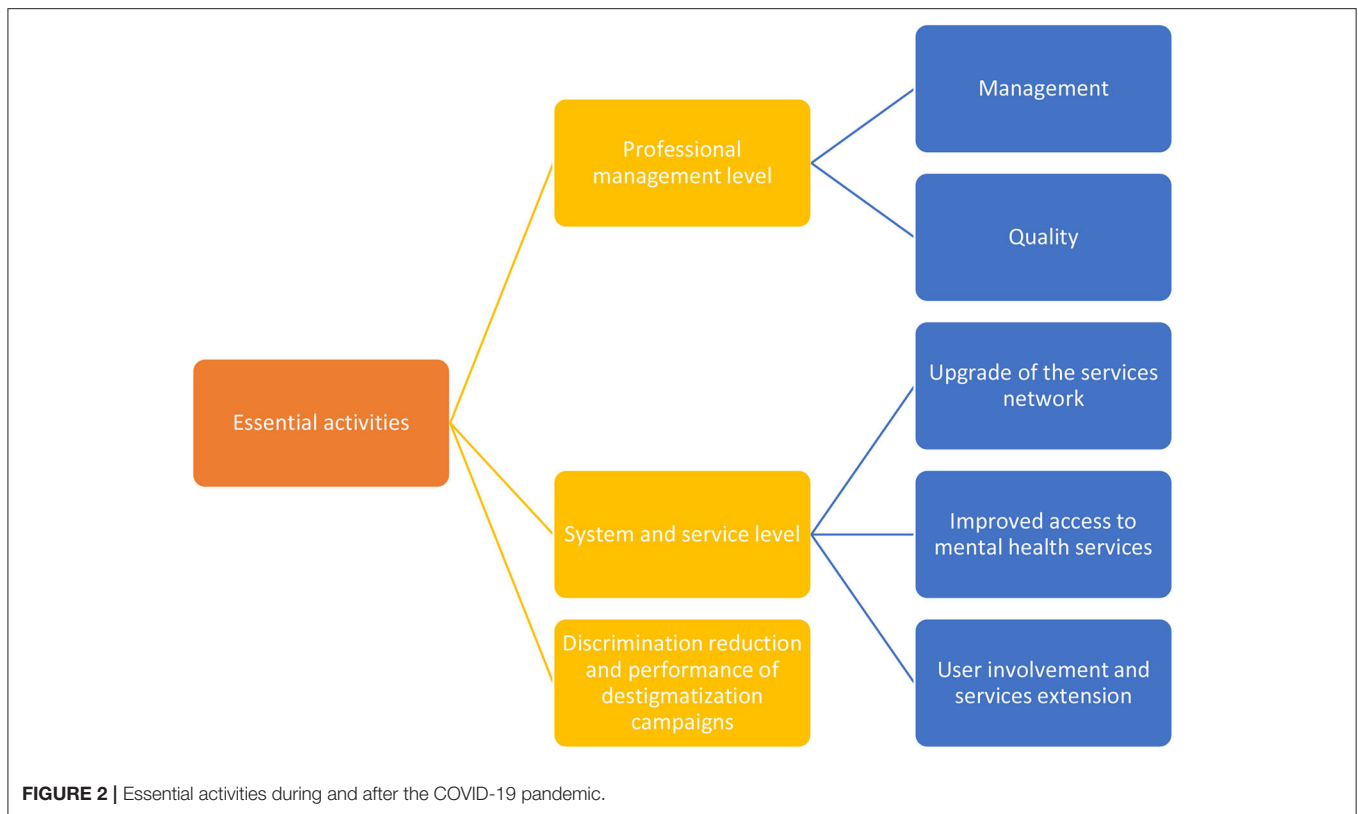 Essential activities
Professional
management level
Management
Quality
System and service level
Upgrade of the services
network
Improved access to
mental health services
User involvement and
services extension
Discrimination reduction
and performance of
destigmatization
campaigns
FIGURE 2 | Essential activities during and after the COVID-19 pandemic.